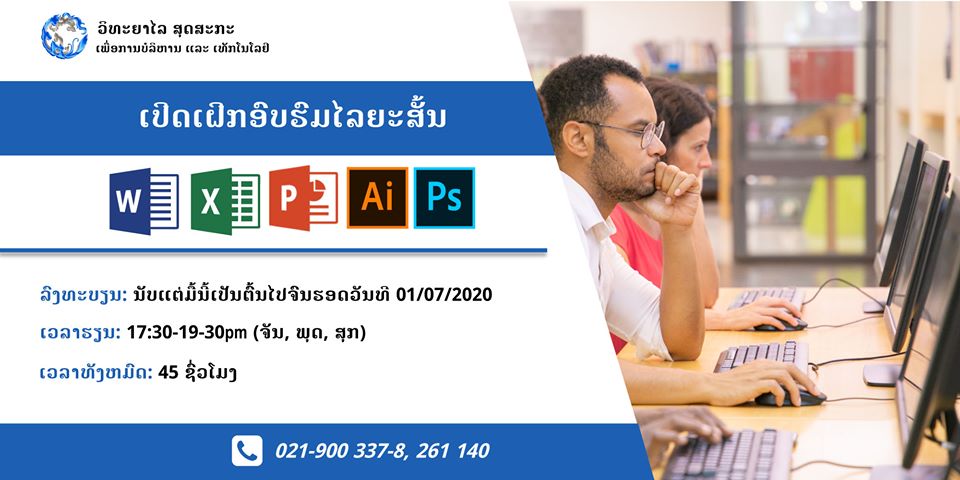 ວິທະຍາໄລ ສຸດສະກະ
ເພື່ອການບໍລິຫານ ແລະ ເທັກໂນໂລຢີ
ເປີດເຝິກອົບຮົມໄລຍະສັ້ນ
W X P Ai Ps
ລົງທະບຽນ: ນັບແຕ່ມື້ນີ້ເປັນຕົ້ນໄປຈົນຮອດວັນທີ 01/07/2020
ເວລາຮຽນ: 17:30-19-30pm (ຈັນ, ພຸດ, ສຸກ)
ເວລາທັງຫມົດ: 45 ຊົ່ວໂມງ
021-900 337-8, 261 140